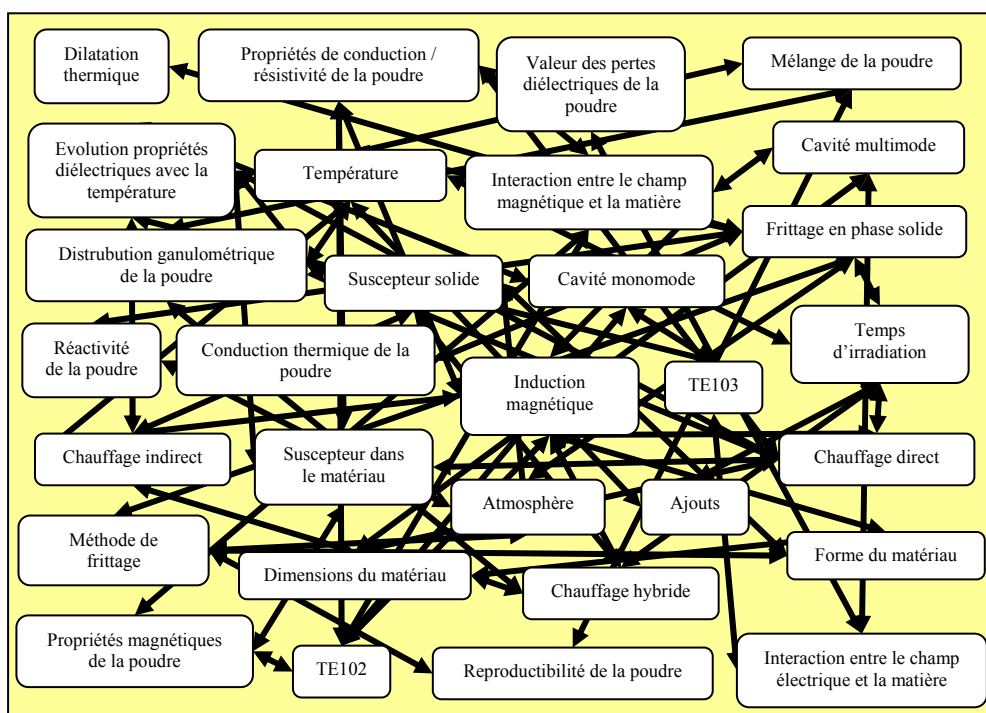 Dilatation
thermique
Propriétés de conduction /
résistivité de la poudre
Valeur des pertes
diélectriques de la
poudre
Mélange de la poudre
Evolution propriétés
diélectriques avec la
température
Température
Interaction entre le champ
magnétique et la matière
Cavité multimode
Distrubution ganulométrique
de la poudre
Suscepteur solide
Cavité monomode
Frittage en phase solide
Réactivité
de la poudre
Conduction thermique de la
poudre
Induction
magnétique
TE103
Temps
d’irradiation
Chauffage indirect
Suscepteur dans
le matériau
Atmosphère
Ajouts
Chauffage direct
Méthode de
frittage
Dimensions du matériau
Chauffage hybride
Forme du matériau
Propriétés magnétiques
de la poudre
TE102
Reproductibilité de la poudre
Interaction entre le champ
électrique et la matière